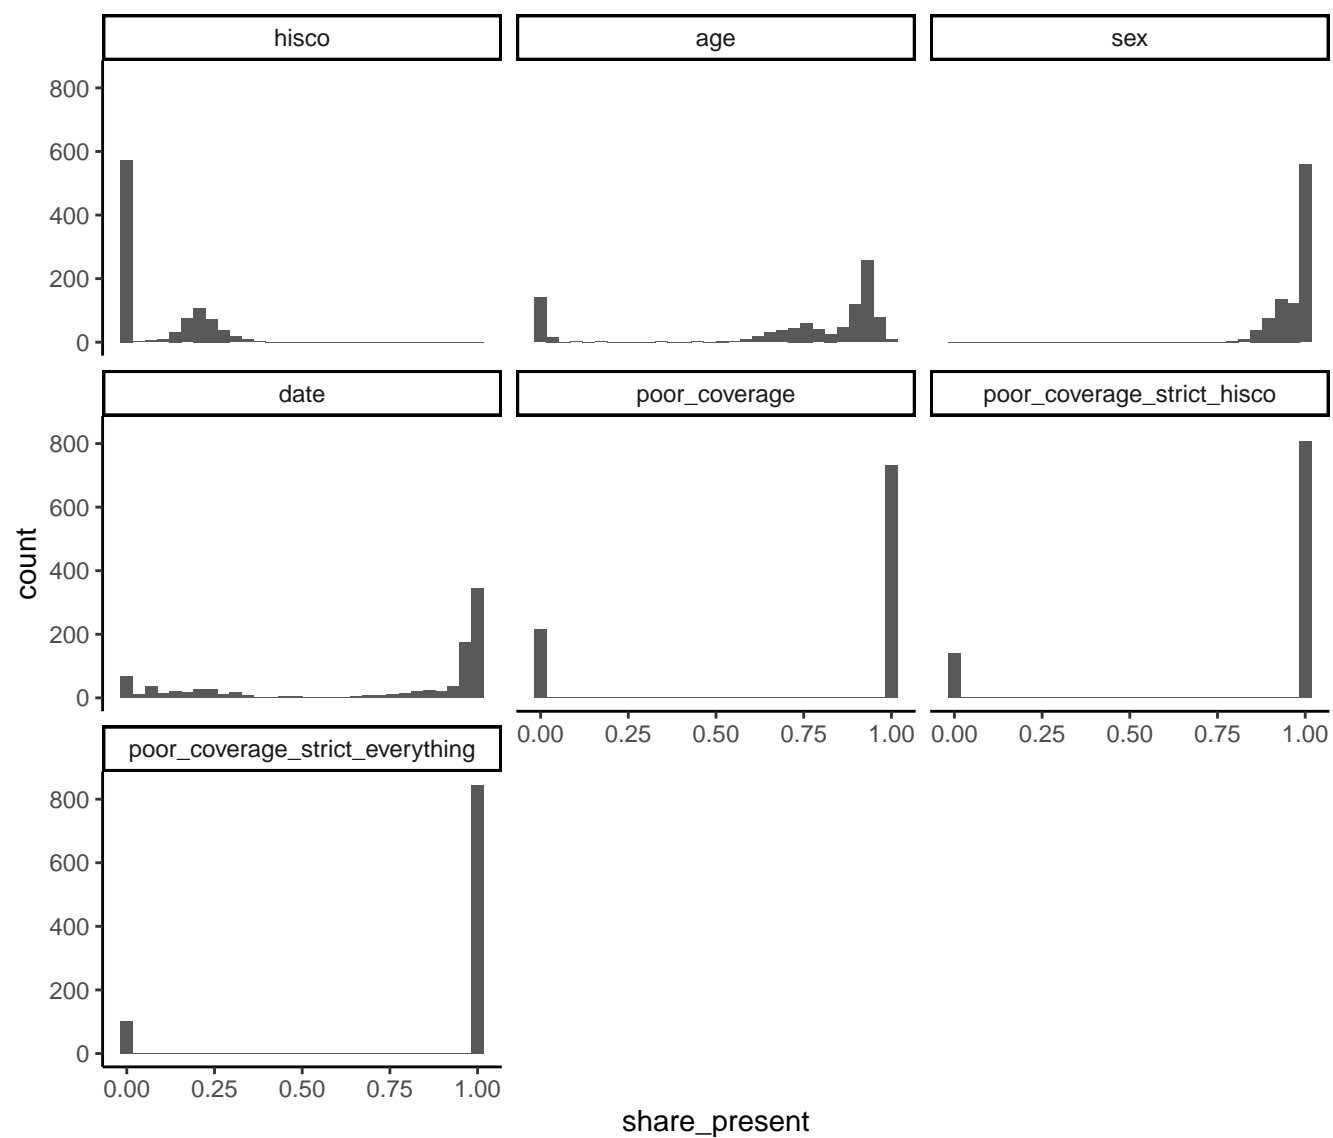 hisco
age
sex
800
600
400
200
0
date
poor_coverage
poor_coverage_strict_hisco
800
600
400
200
0
0.00 0.25 0.50 0.75 1.00
0.00 0.25 0.50 0.75 1.00
poor_coverage_strict_everything
800
600
400
200
0
0.00 0.25 0.50 0.75 1.00
count
share_present